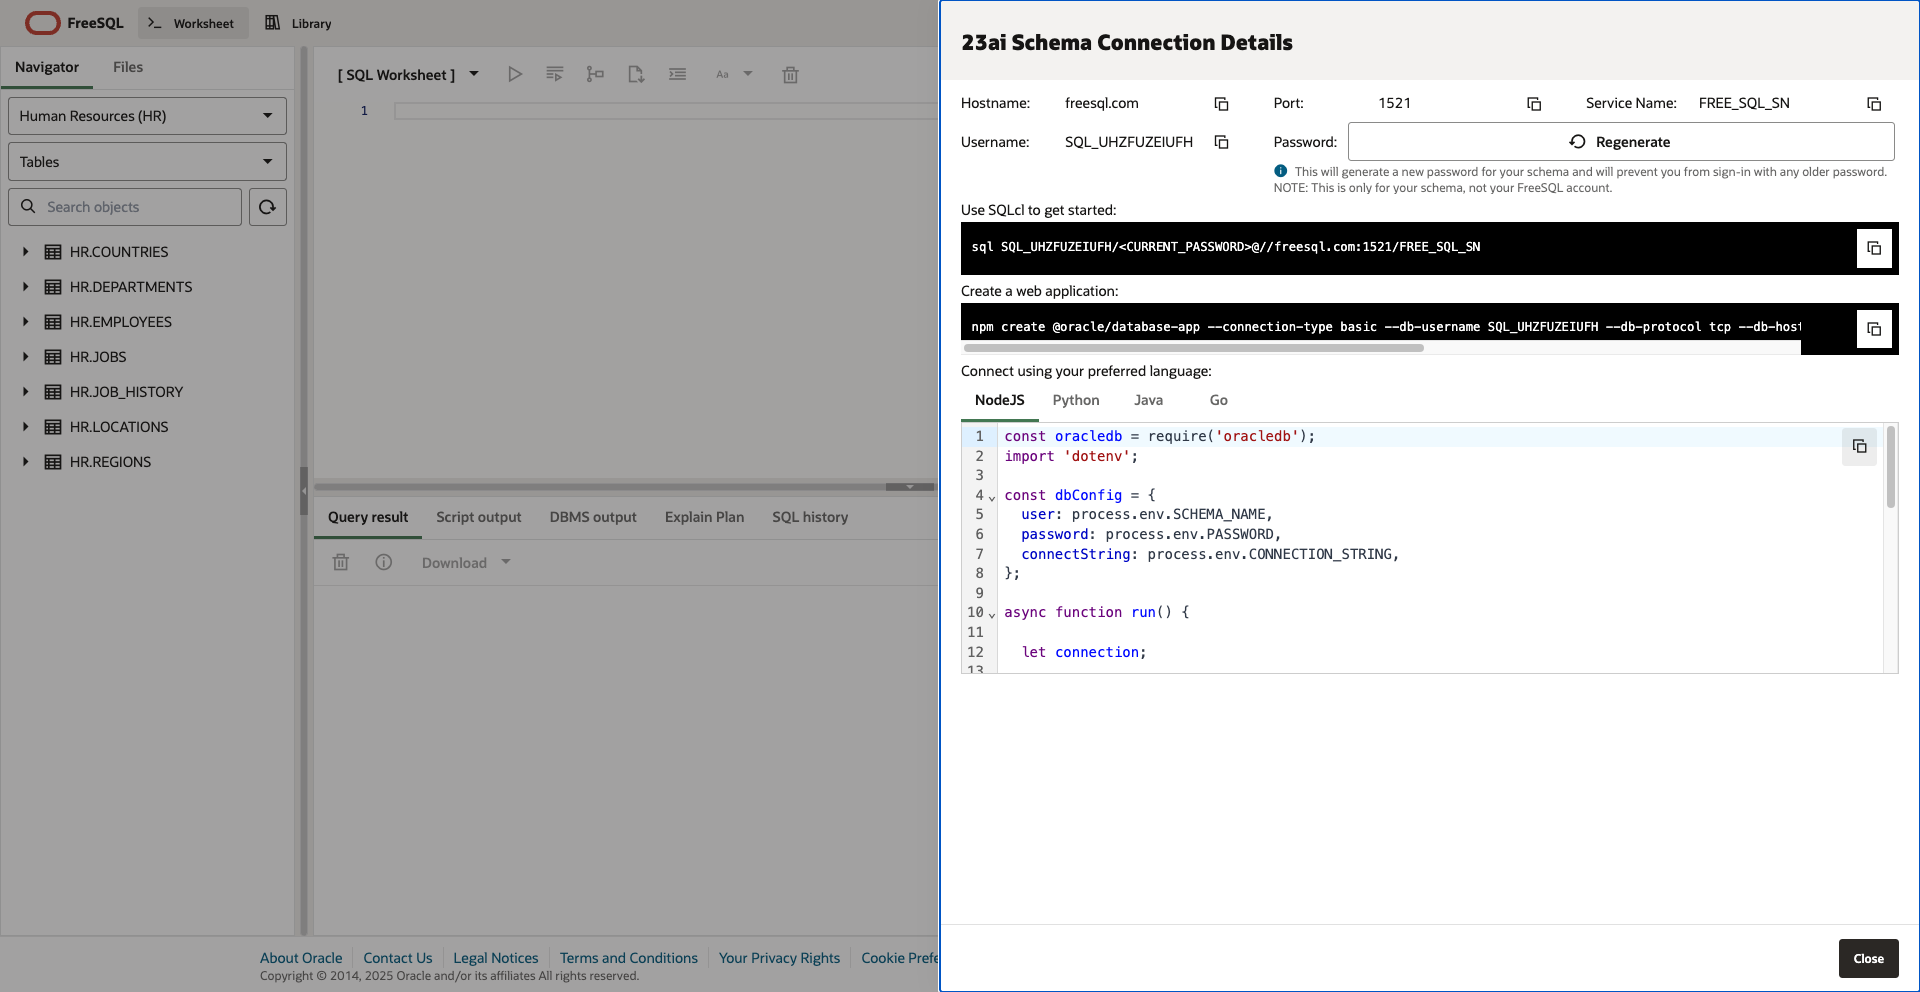 FreeSQL
Worksheet
Library
Navigator
Files
Human Resources (HR)
Tables
Search objects
HR.COUNTRIES
HR.DEPARTMENTS
HR.EMPLOYEES
HR.JOBS
HR.JOB_HISTORY
HR.LOCATIONS
HR.REGIONS
[ SQL Worksheet ]
Aa
1
Query result
Script output
DBMS output
Explain Plan
SQL history
Download
23ai Schema Connection Details
Hostname: freesql.com
Port: 1521
Service Name: FREE_SQL_SN
Username: SQL_UHZFUZEIUFH
Password: Regenerate
This will generate a new password for your schema and will prevent you from sign-in with any older password.
NOTE: This is only for your schema, not your FreeSQL account.
Use SQLcl to get started:
sql SQL_UHZFUZEIUFH/<CURRENT_PASSWORD>@//freesql.com:1521/FREE_SQL_SN
Create a web application:
npm create @oracle/database-app --connection-type basic --db-username SQL_UHZFUZEIUFH --db-protocol tcp --db-host
Connect using your preferred language:
NodeJS
Python
Java
Go
1 const oracledb = require('oracledb');
2 import 'dotenv';
3
4 const dbConfig = {
5 user: process.env.SCHEMA_NAME,
6 password: process.env.PASSWORD,
7 connectString: process.env.CONNECTION_STRING,
8 };
9
10 async function run() {
11
12 let connection;
13
Close
About Oracle
Contact Us
Legal Notices
Terms and Conditions
Your Privacy Rights
Cookie Prefe
Copyright © 2014, 2025 Oracle and/or its affiliates All rights reserved.